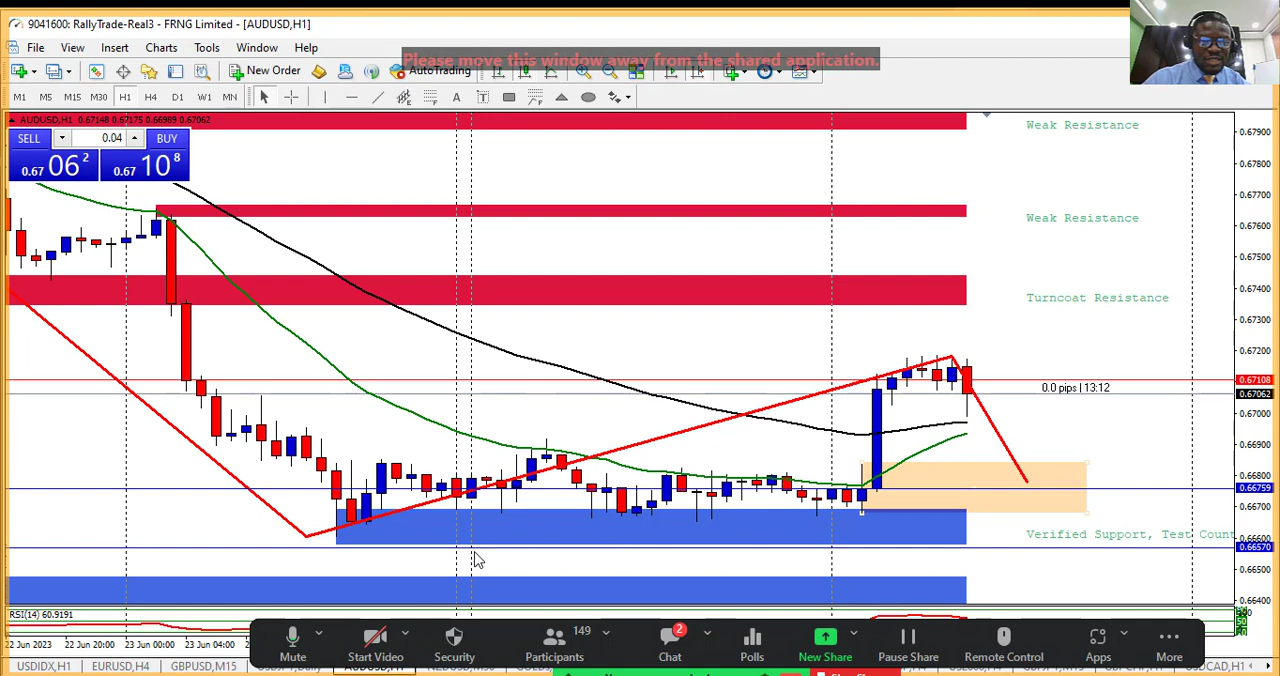 9041600: RallyTrade-Real3 - FRNG Limited - [AUDUSD,H1]
File View Insert Charts Tools Window Help
Please move this window away from the shared application.
New Order AutoTrading
M1 M5 M15 M30 H1 H4 D1 W1 MN
AUDUSD,H1 0.67148 0.67175 0.66989 0.67062
SELL 0.04 BUY
0.67 06 2 0.67 10 8
Weak Resistance
Weak Resistance
Turncoat Resistance
0.0 pips | 13:12
Verified Support, Test Count
0.67900
0.67800
0.67700
0.67600
0.67500
0.67400
0.67300
0.67200
0.67108
0.67062
0.67000
0.66900
0.66800
0.66759
0.66700
0.66600
0.66570
0.66500
0.66400
RSI(14) 60.9191
22 Jun 2023 22 Jun 20:00 23 Jun 00:00 23 Jun 04:00
149 2
Mute Start Video Security Participants Chat Polls New Share Pause Share Remote Control Apps More
USDIDX,H1 EURUSD,H4 GBPUSD,M15